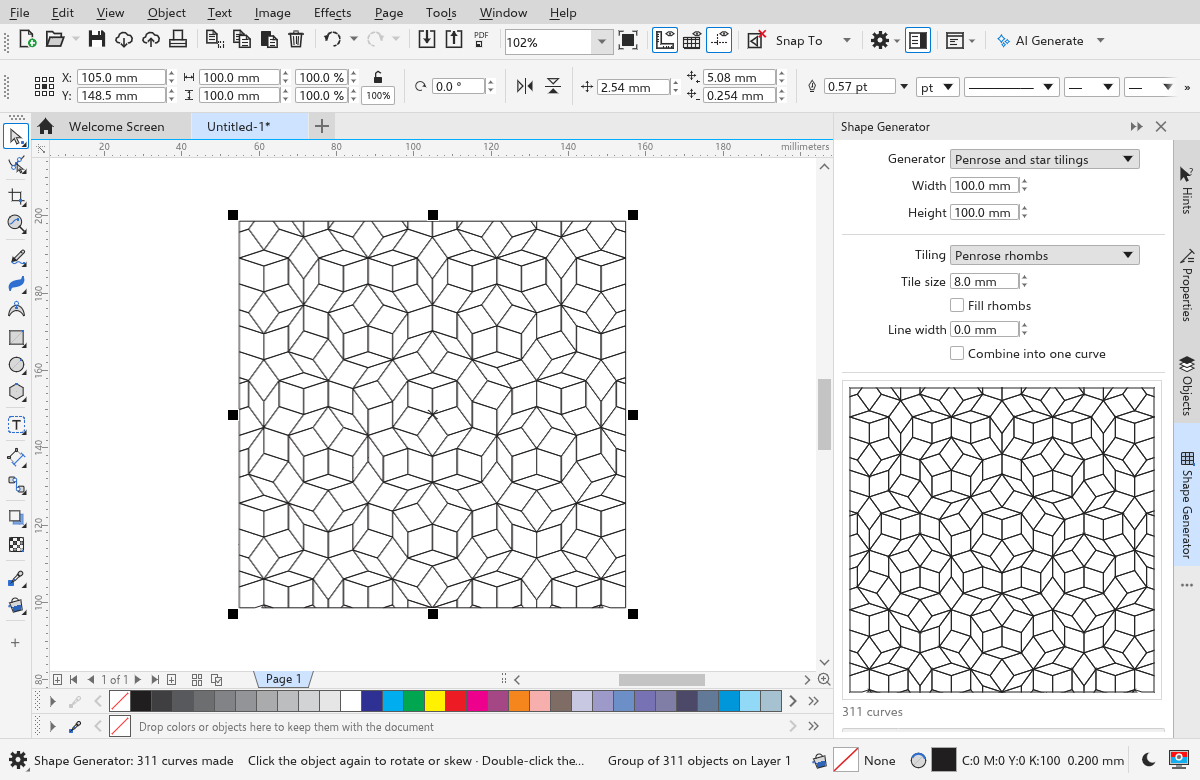 File Edit View Object Text Image Effects Page Tools Window Help
PDF 102% Snap To AI Generate
X: 105.0 mm 100.0 mm 100.0 % 0.0 ° 2.54 mm 5.08 mm 0.57 pt pt »
Y: 148.5 mm 100.0 mm 100.0 % 100% 0.254 mm
Welcome Screen Untitled-1*
20 40 60 80 100 120 140 160 180 millimeters
200
180
160
140
120
100
80
Shape Generator
Generator Penrose and star tilings
Width 100.0 mm
Height 100.0 mm
Tiling Penrose rhombs
Tile size 8.0 mm
Fill rhombs
Line width 0.0 mm
Combine into one curve
311 curves
Hints
Properties
Objects
Shape Generator
1 of 1 Page 1
Drop colors or objects here to keep them with the document
Shape Generator: 311 curves made Click the object again to rotate or skew · Double-click the... Group of 311 objects on Layer 1 None C:0 M:0 Y:0 K:100 0.200 mm